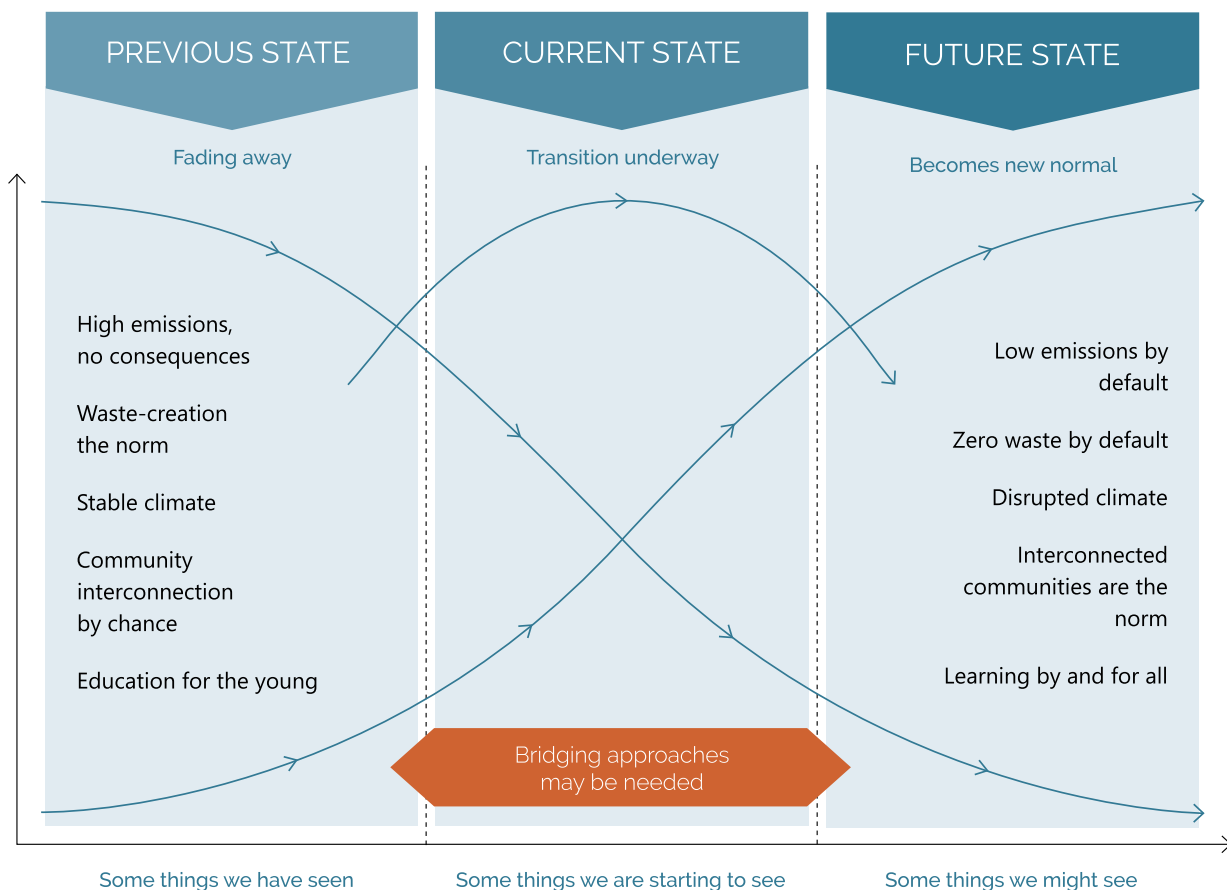 PREVIOUS STATE
CURRENT STATE
FUTURE STATE
Fading away
Transition underway
Becomes new normal
High emissions,
no consequences
Waste-creation
the norm
Stable climate
Community
interconnection
by chance
Education for the young
Low emissions by
default
Zero waste by default
Disrupted climate
Interconnected
communities are the
norm
Learning by and for all
Bridging approaches
may be needed
Some things we have seen
Some things we are starting to see
Some things we might see